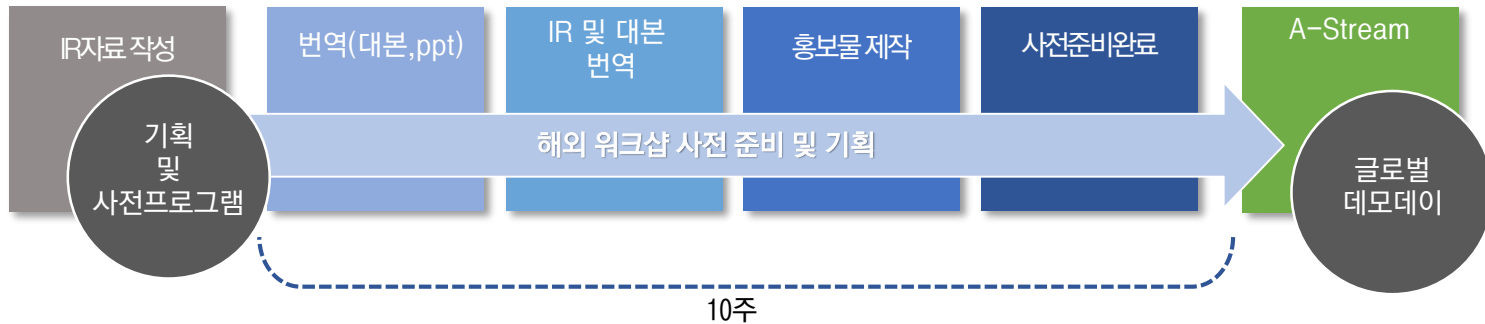 IR자료 작성
번역(대본,ppt)
IR 및 대본
번역
홍보물 제작
사전준비완료
A-Stream
기획
및
사전프로그램
해외 워크샵 사전 준비 및 기획
글로벌
데모데이
10주